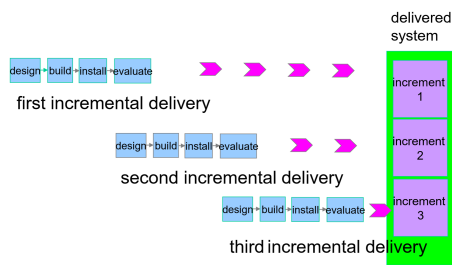 delivered
system
design build install evaluate
increment
1
first incremental delivery
design build install evaluate
increment
2
second incremental delivery
design build install evaluate
increment
3
third incremental delivery